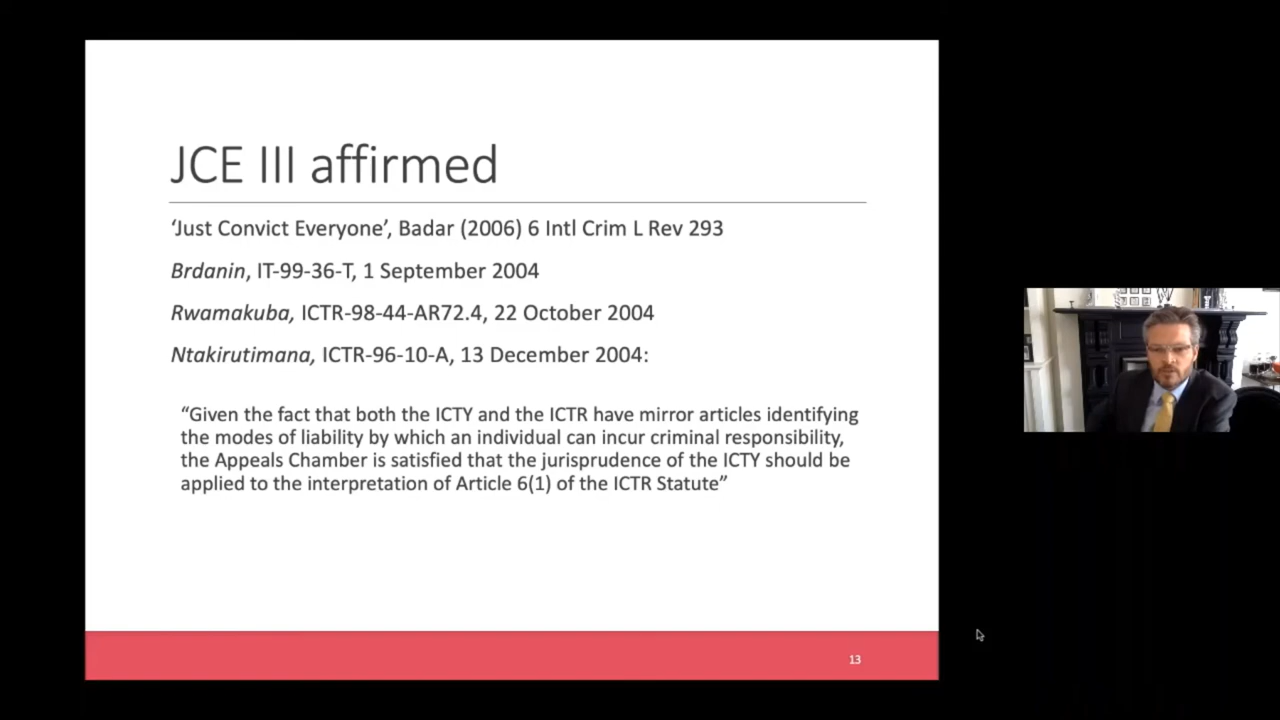 JCE III affirmed
‘Just Convict Everyone’, Badar (2006) 6 Intl Crim L Rev 293
Brdanin, IT-99-36-T, 1 September 2004
Rwamakuba, ICTR-98-44-AR72.4, 22 October 2004
Ntakirutimana, ICTR-96-10-A, 13 December 2004:
“Given the fact that both the ICTY and the ICTR have mirror articles identifying
the modes of liability by which an individual can incur criminal responsibility,
the Appeals Chamber is satisfied that the jurisprudence of the ICTY should be
applied to the interpretation of Article 6(1) of the ICTR Statute”
13